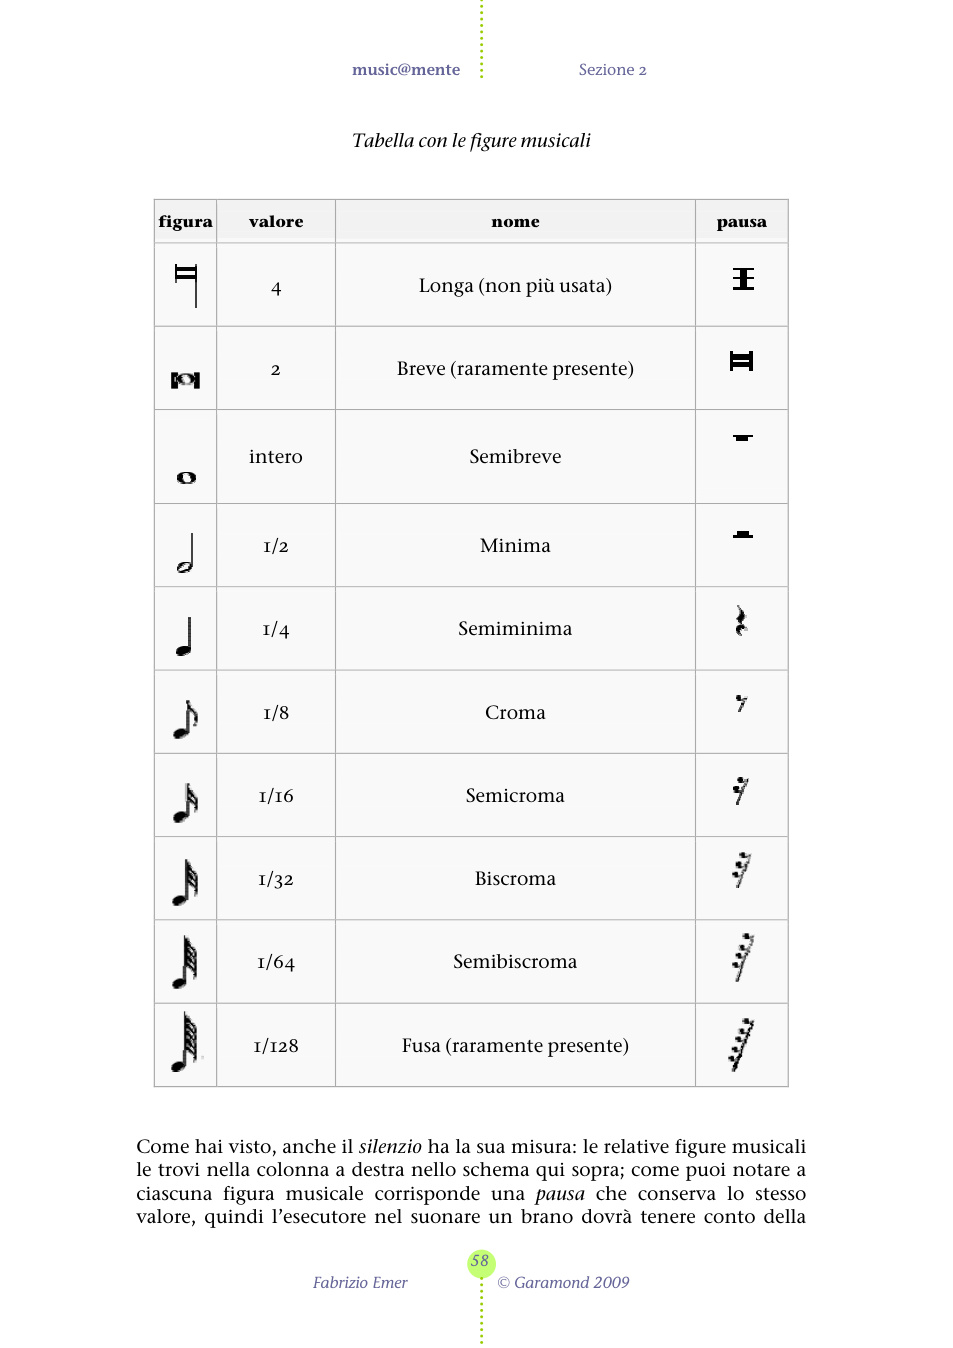 music@mente Sezione 2
Tabella con le figure musicali
figura valore nome pausa
4 Longa (non più usata)
2 Breve (raramente presente)
intero Semibreve
1/2 Minima
1/4 Semiminima
1/8 Croma
1/16 Semicroma
1/32 Biscroma
1/64 Semibiscroma
1/128 Fusa (raramente presente)
Come hai visto, anche il silenzio ha la sua misura: le relative figure musicali
le trovi nella colonna a destra nello schema qui sopra; come puoi notare a
ciascuna figura musicale corrisponde una pausa che conserva lo stesso
valore, quindi l’esecutore nel suonare un brano dovrà tenere conto della
58
Fabrizio Emer © Garamond 2009